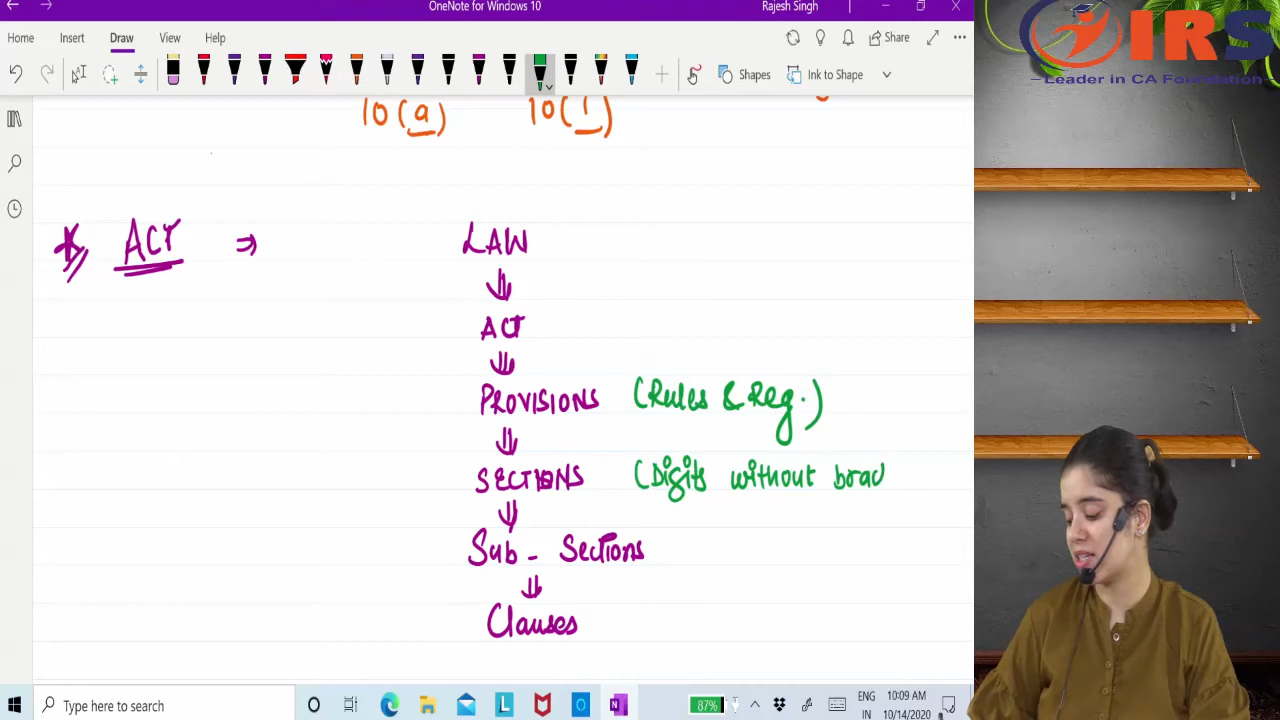 OneNote for Windows 10
Rajesh Singh
Home Insert Draw View Help
Share
Shapes
Ink to Shape
IRS
Leader in CA Foundation
10(a) 10(1)
ACT ⇒ LAW
ACT
PROVISIONS (Rules & Reg.)
SECTIONS (Digits without brac
Sub - Sections
Clauses
Type here to search
87%
ENG
IN
10:09 AM
10/14/2020